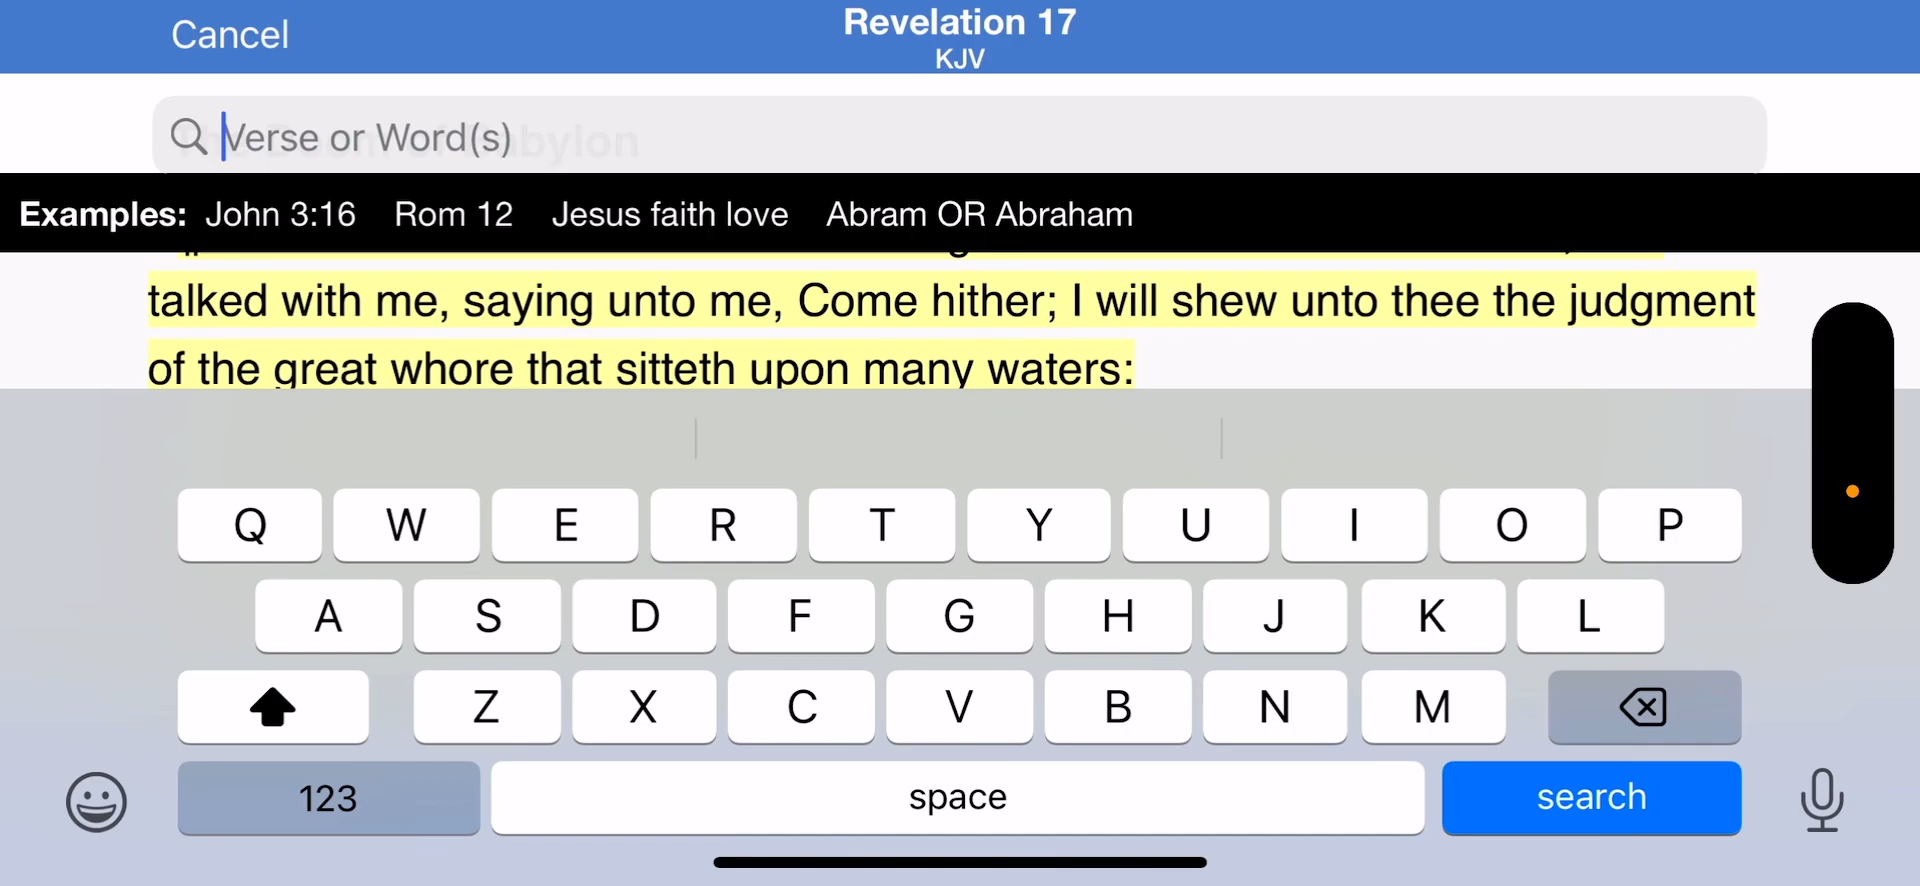 Cancel
Revelation 17
KJV
Verse or Word(s)
Examples: John 3:16 Rom 12 Jesus faith love Abram OR Abraham
talked with me, saying unto me, Come hither; I will shew unto thee the judgment
of the great whore that sitteth upon many waters:
Q W E R T Y U I O P
A S D F G H J K L
Z X C V B N M
123 space search